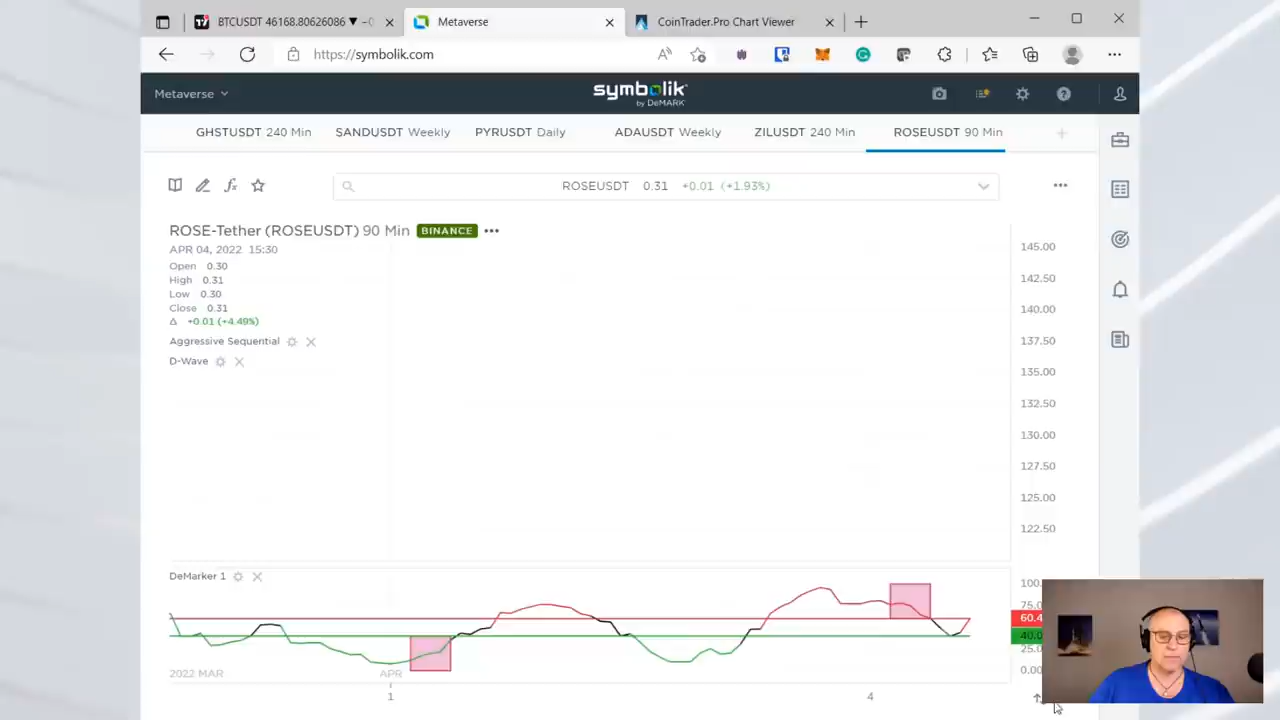 BTCUSDT 46168.80626086 ▼ −0
Metaverse
CoinTrader.Pro Chart Viewer
https://symbolik.com
Metaverse
symbolik
by DeMARK
GHSTUSDT 240 Min
SANDUSDT Weekly
PYRUSDT Daily
ADAUSDT Weekly
ZILUSDT 240 Min
ROSEUSDT 90 Min
ROSEUSDT 0.31 +0.01 (+1.93%)
ROSE-Tether (ROSEUSDT) 90 Min BINANCE
APR 04, 2022 15:30
Open 0.30
High 0.31
Low 0.30
Close 0.31
Δ +0.01 (+4.49%)
Aggressive Sequential
D-Wave
145.00
142.50
140.00
137.50
135.00
132.50
130.00
127.50
125.00
122.50
DeMarker 1
100.
75.0
60.4
40.0
25.0
0.00
2022 MAR
APR
1
4